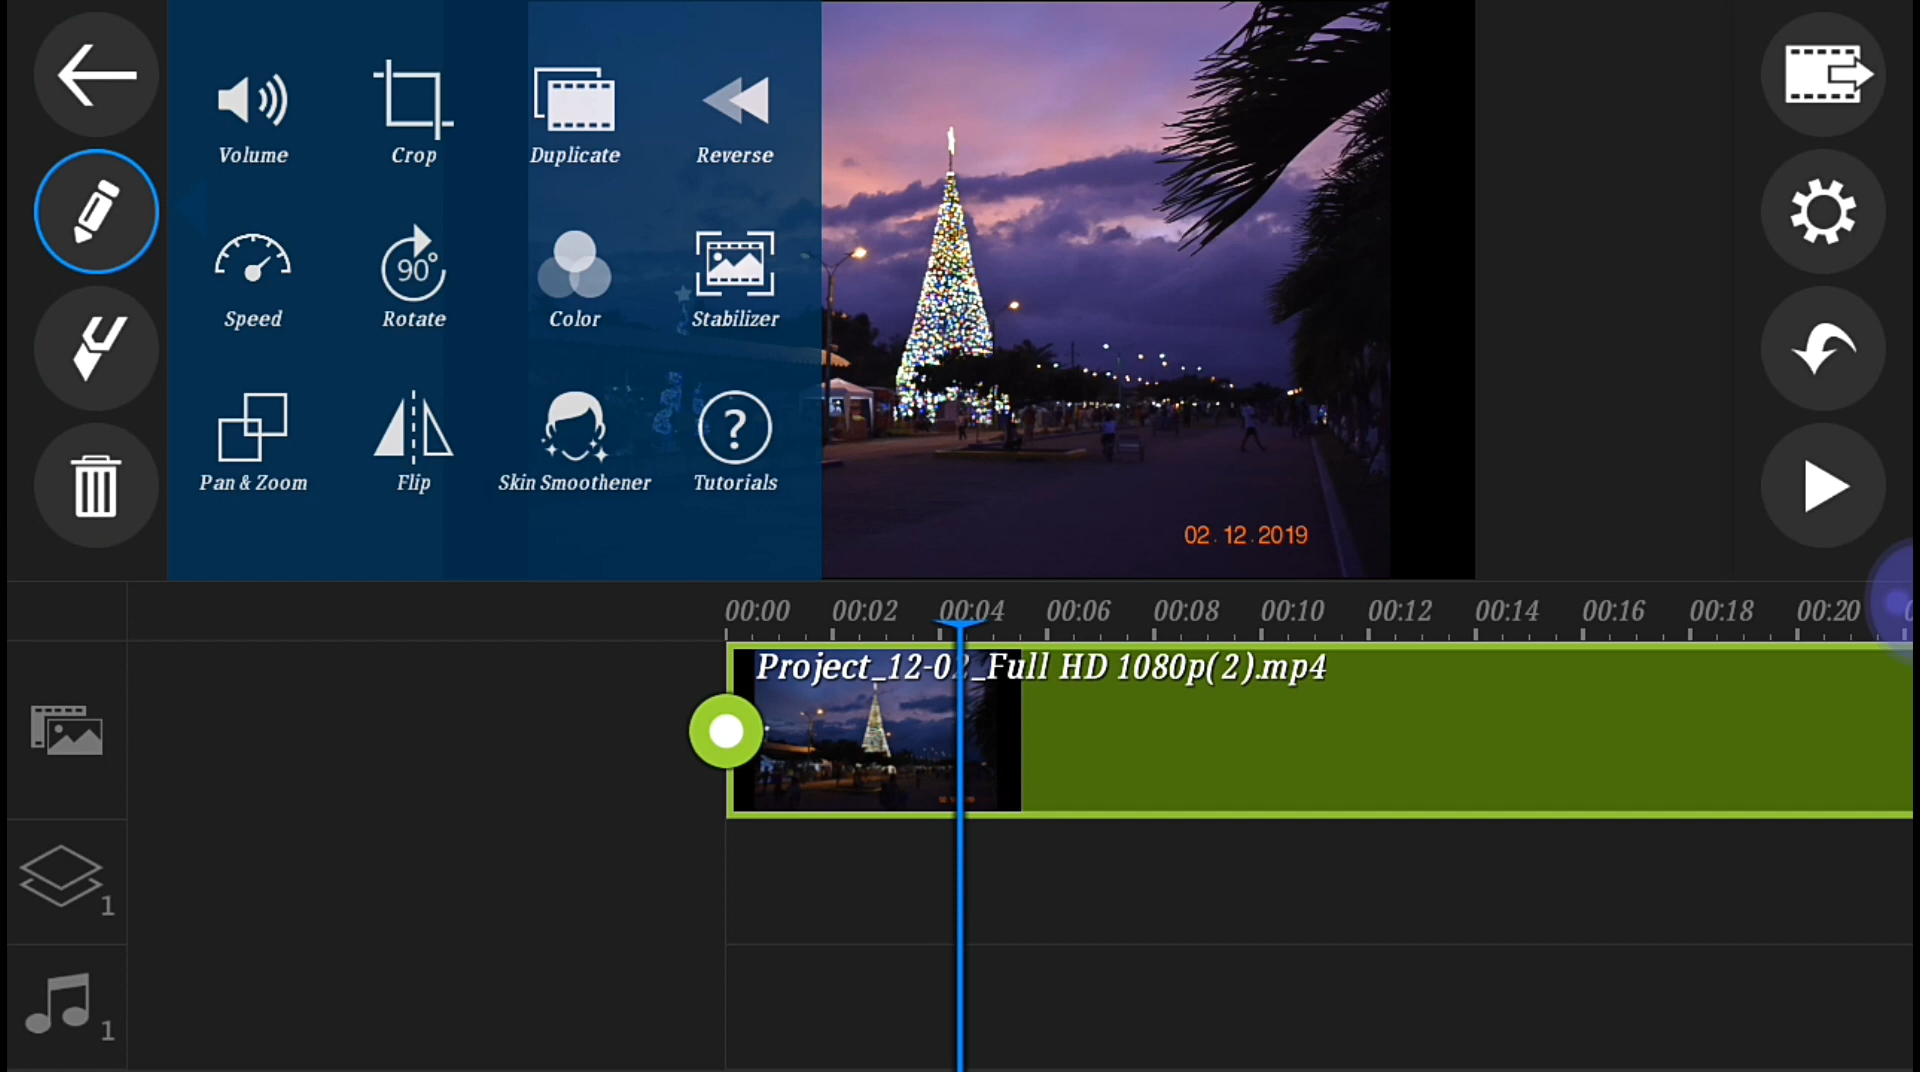 Volume Crop Duplicate Reverse
Speed 90° Rotate Color Stabilizer
Pan & Zoom Flip Skin Smoothener ? Tutorials
02.12.2019
00:00 00:02 00:04 00:06 00:08 00:10 00:12 00:14 00:16 00:18 00:20
Project_12-02_Full HD 1080p(2).mp4
1
1